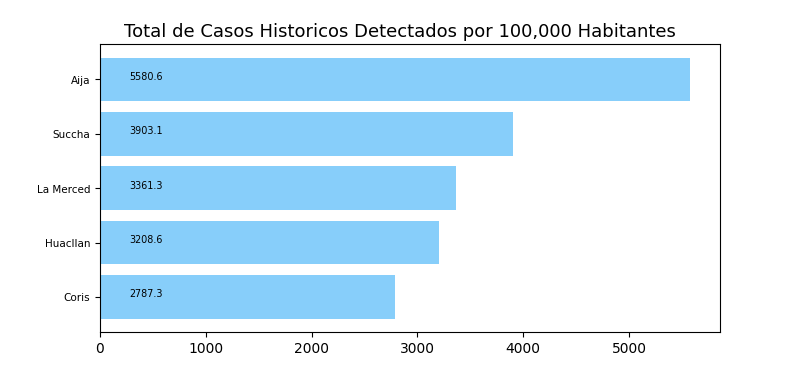 Total de Casos Historicos Detectados por 100,000 Habitantes
Aija 5580.6
Succha 3903.1
La Merced 3361.3
Huacllan 3208.6
Coris 2787.3
0 1000 2000 3000 4000 5000